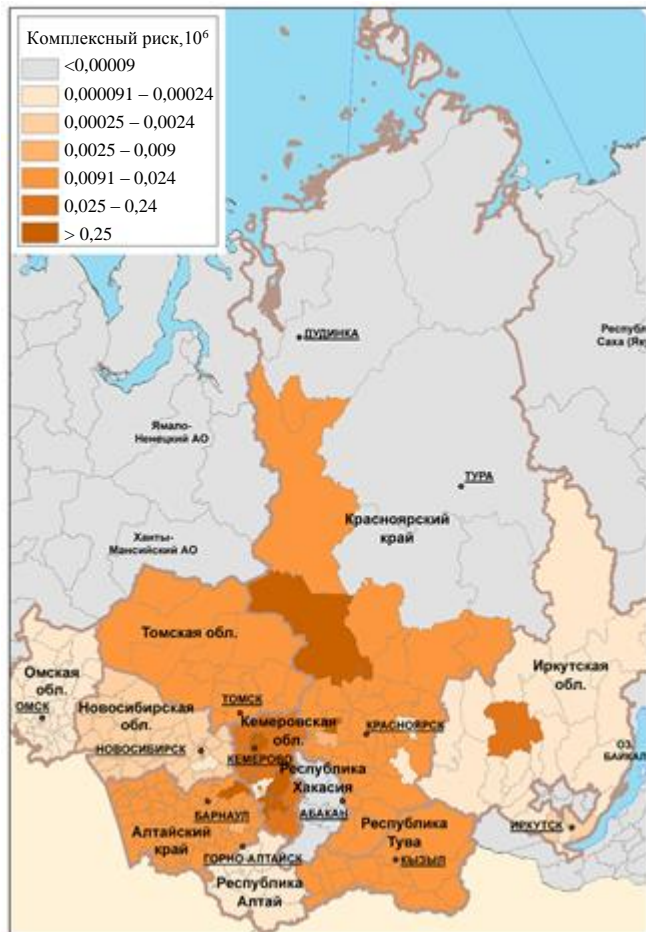 Комплексный риск,10⁶
<0,00009
0,000091 – 0,00024
0,00025 – 0,0024
0,0025 – 0,009
0,0091 – 0,024
0,025 – 0,24
> 0,25
ДУДИНКА
Республ
Саха (Яку
Ямало-
Ненецкий АО
ТУРА
Красноярский
край
Ханты-
Мансийский АО
Томская обл.
Иркутская
обл.
Омская
обл.
ОМСК
Новосибирская
обл.
ТОМСК
Кемеровская
обл.
КРАСНОЯРСК
НОВОСИБИРСК
КЕМЕРОВО
ОЗ.
БАЙКАЛ
Республика
Хакасия
АБАКАН
БАРНАУЛ
Алтайский
край
Республика
Тува
ИРКУТСК
ГОРНО-АЛТАЙСК
КЫЗЫЛ
Республика
Алтай